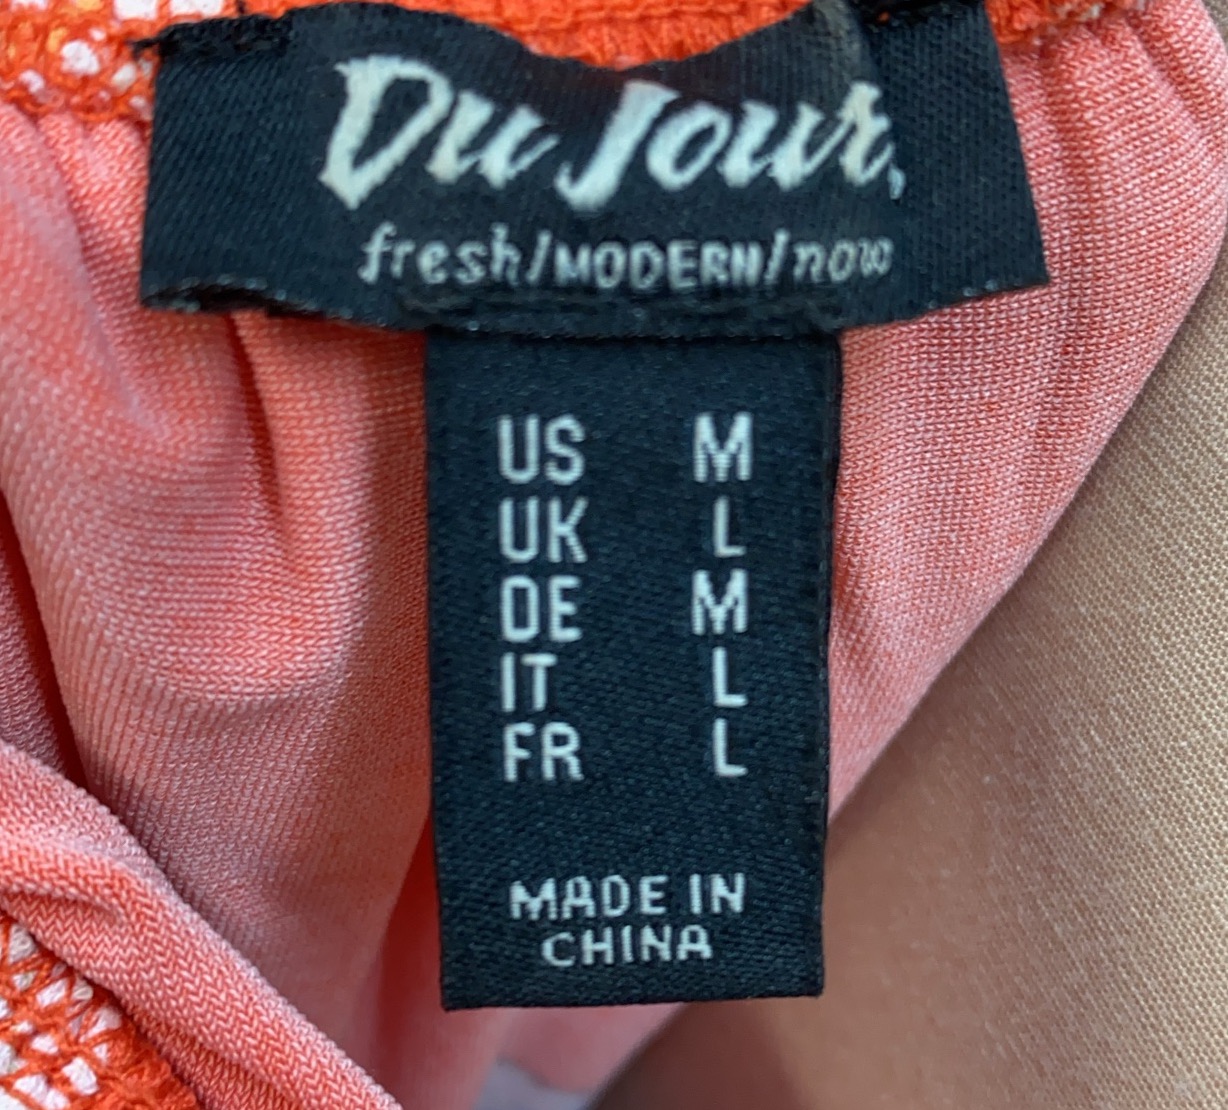 Du Jour,
fresh/MODERN/now
US M
UK L
DE M
IT L
FR L
MADE IN
CHINA